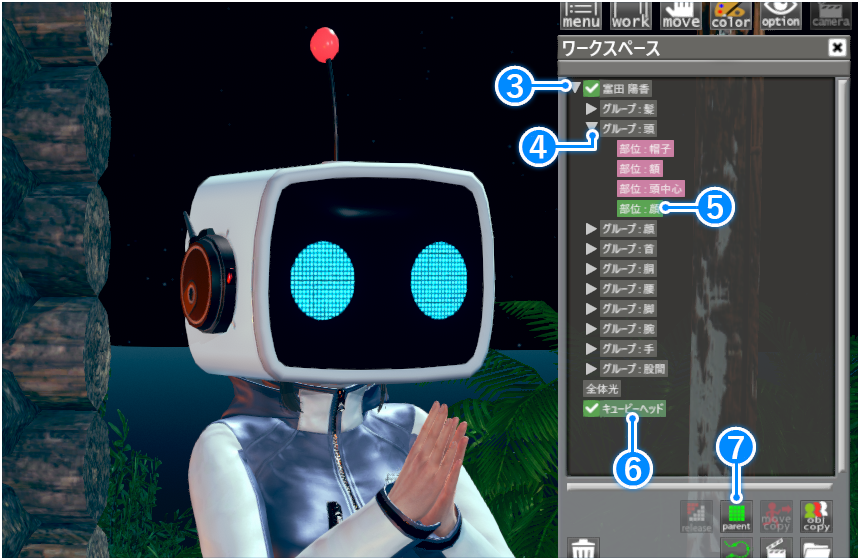 menu work move color option camera
ワークスペース
③ 富田 陽香
グループ : 髪
④ グループ : 頭
部位 : 帽子
部位 : 額
部位 : 頭中心
部位 : 顔 ⑤
グループ : 顔
グループ : 首
グループ : 胴
グループ : 腰
グループ : 脚
グループ : 腕
グループ : 手
グループ : 股間
全体光
キュービーヘッド
⑥ ⑦
release parent move copy obj copy